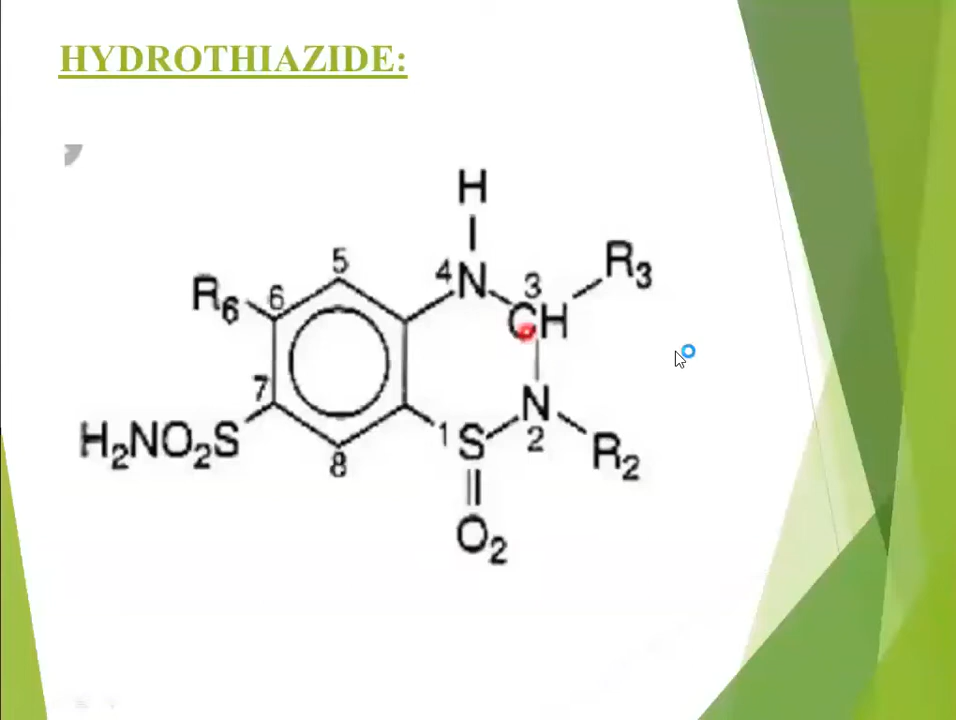 HYDROTHIAZIDE:
H
5
4 N 3 R₃
R₆ 6 CH
7 N
H₂NO₂S 1 S 2 R₂
8
O₂